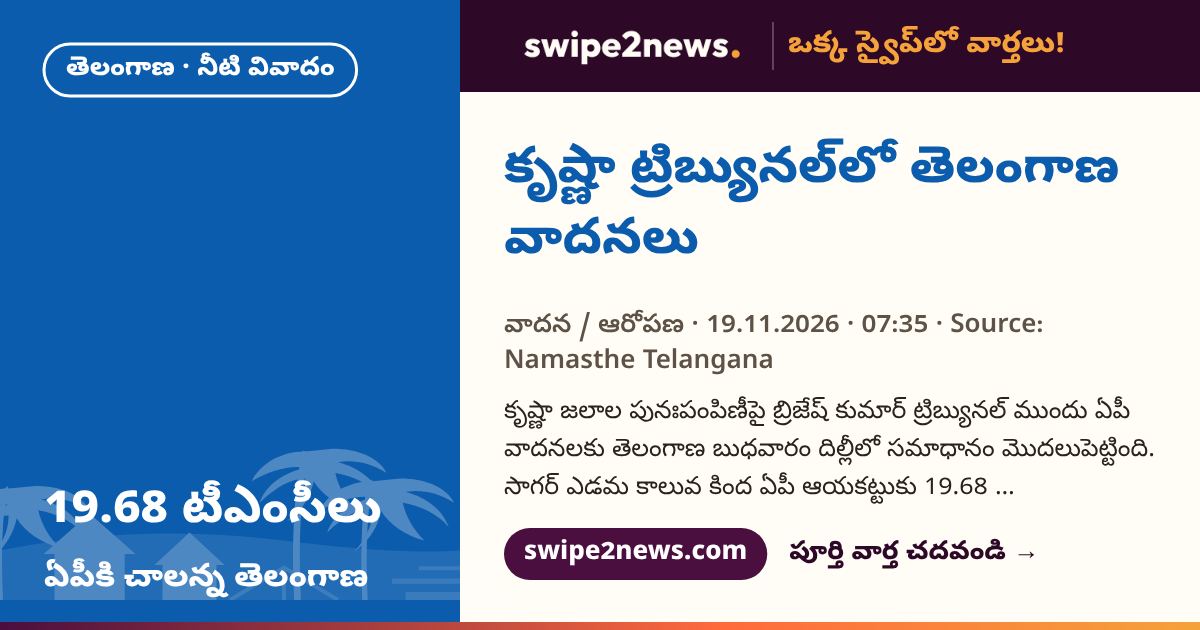 తెలంగాణ · నీటి వివాదం
19.68 టీఎంసీలు
ఏపీకి చాలన్న తెలంగాణ
swipe2news.
ఒక్క స్వైప్‌లో వార్తలు!
కృష్ణా ట్రిబ్యునల్‌లో తెలంగాణ
వాదనలు
వాదన / ఆరోపణ · 19.11.2026 · 07:35 · Source:
Namasthe Telangana
కృష్ణా జలాల పునఃపంపిణీపై బ్రిజేష్ కుమార్ ట్రిబ్యునల్ ముందు ఏపీ
వాదనలకు తెలంగాణ బుధవారం దిల్లీలో సమాధానం మొదలుపెట్టింది.
సాగర్ ఎడమ కాలువ కింద ఏపీ ఆయకట్టుకు 19.68 ...
swipe2news.com
పూర్తి వార్త చదవండి →